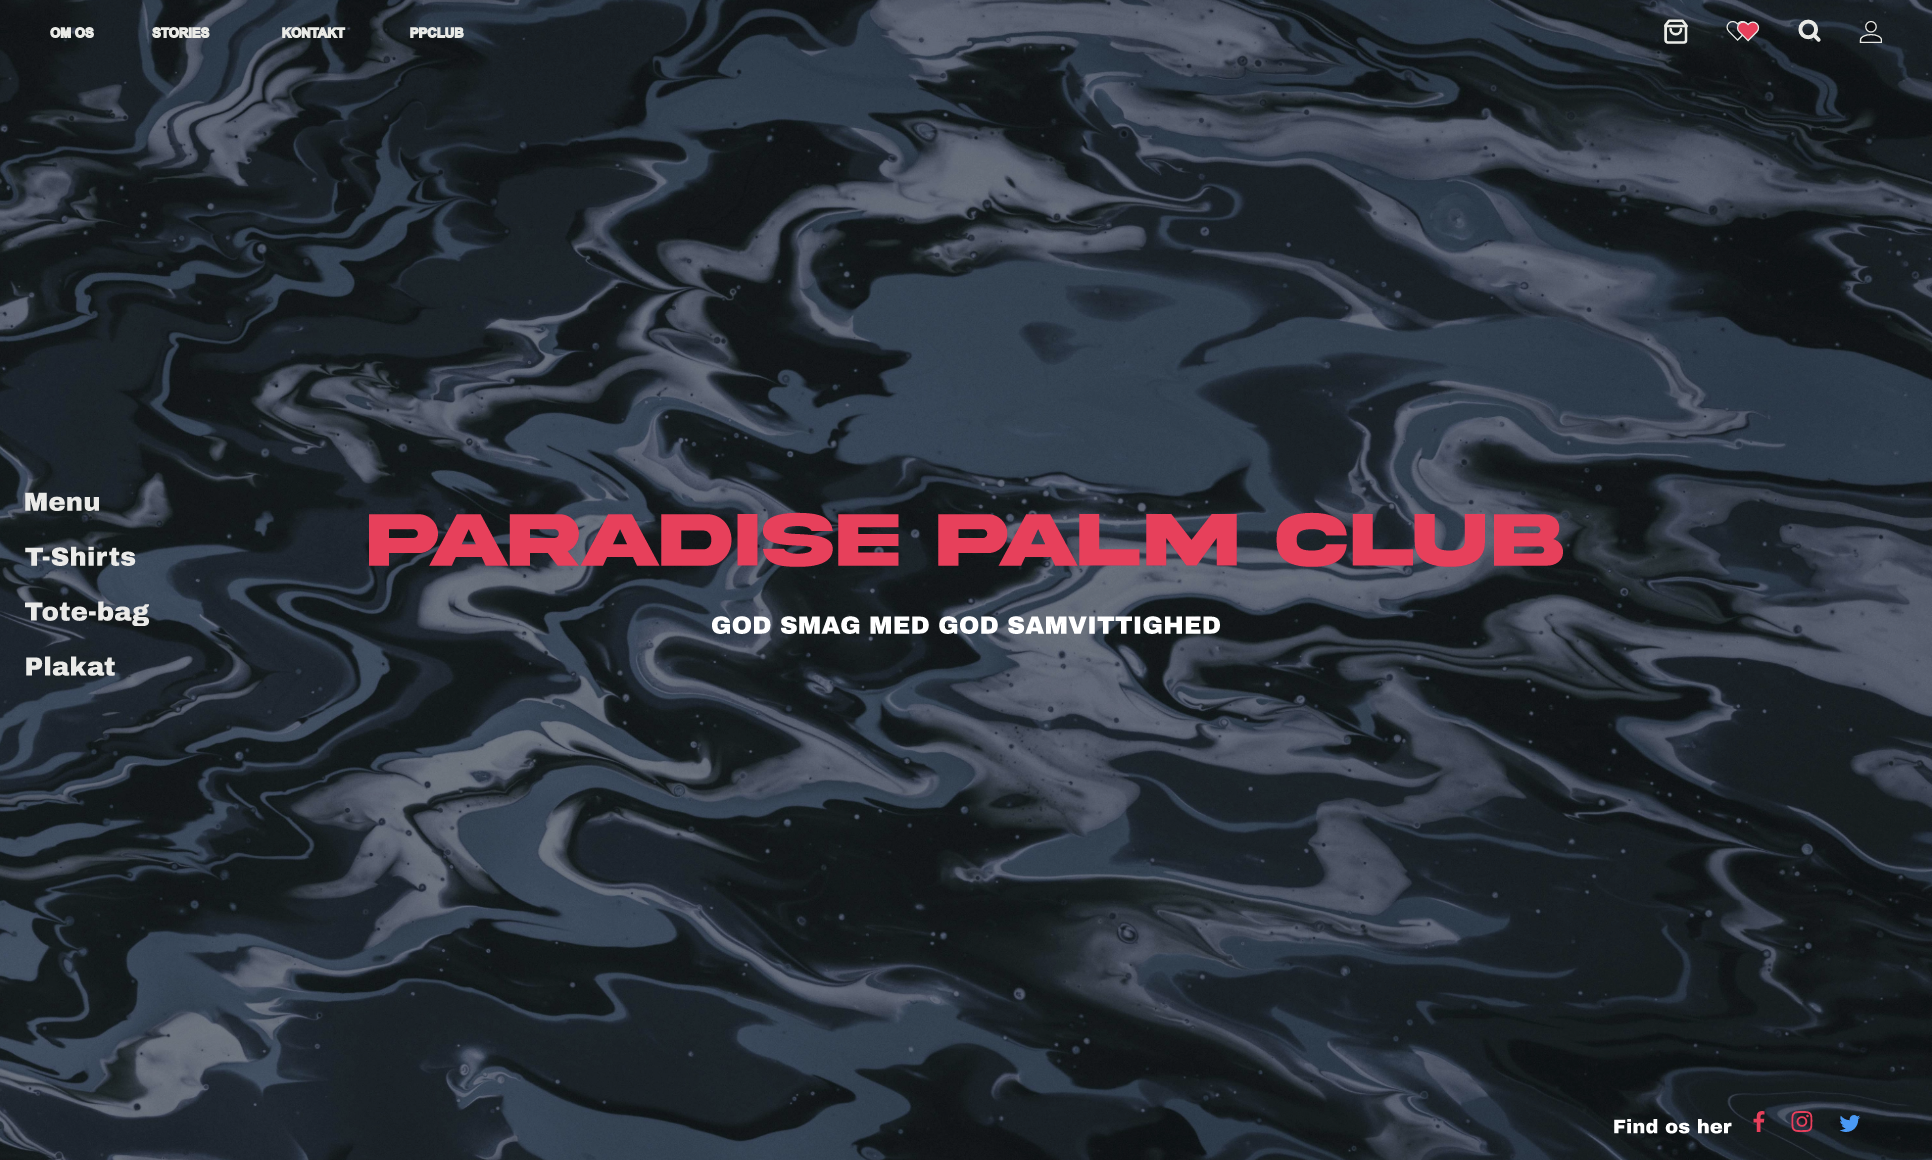 OM OS STORIES KONTAKT PPCLUB
Menu
T-Shirts
Tote-bag
Plakat
PARADISE PALM CLUB
GOD SMAG MED GOD SAMVITTIGHED
Find os her